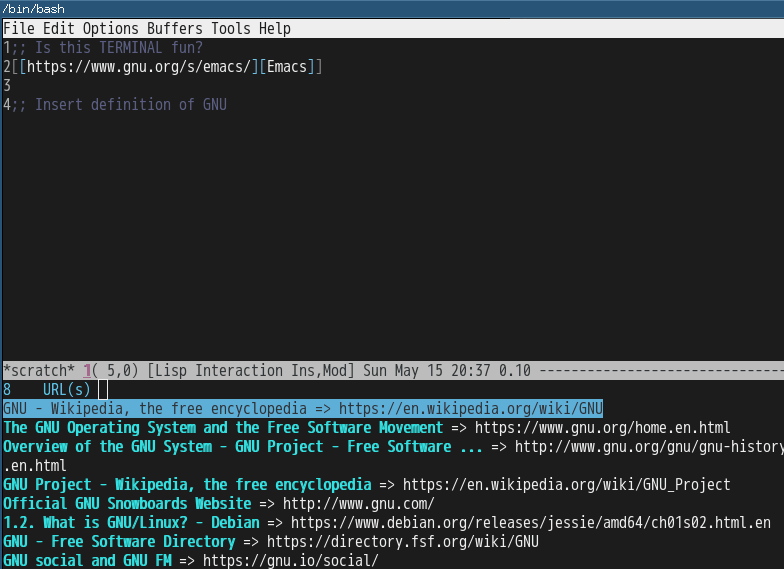 /bin/bash
File Edit Options Buffers Tools Help
1;; Is this TERMINAL fun?
2[[https://www.gnu.org/s/emacs/][Emacs]]
3
4;; Insert definition of GNU
*scratch* 1( 5,0) [Lisp Interaction Ins,Mod] Sun May 15 20:37 0.10 -------------------------------
8    URL(s)
GNU - Wikipedia, the free encyclopedia => https://en.wikipedia.org/wiki/GNU
The GNU Operating System and the Free Software Movement => https://www.gnu.org/home.en.html
Overview of the GNU System - GNU Project - Free Software ... => http://www.gnu.org/gnu/gnu-history
.en.html
GNU Project - Wikipedia, the free encyclopedia => https://en.wikipedia.org/wiki/GNU_Project
Official GNU Snowboards Website => http://www.gnu.com/
1.2. What is GNU/Linux? - Debian => https://www.debian.org/releases/jessie/amd64/ch01s02.html.en
GNU - Free Software Directory => https://directory.fsf.org/wiki/GNU
GNU social and GNU FM => https://gnu.io/social/